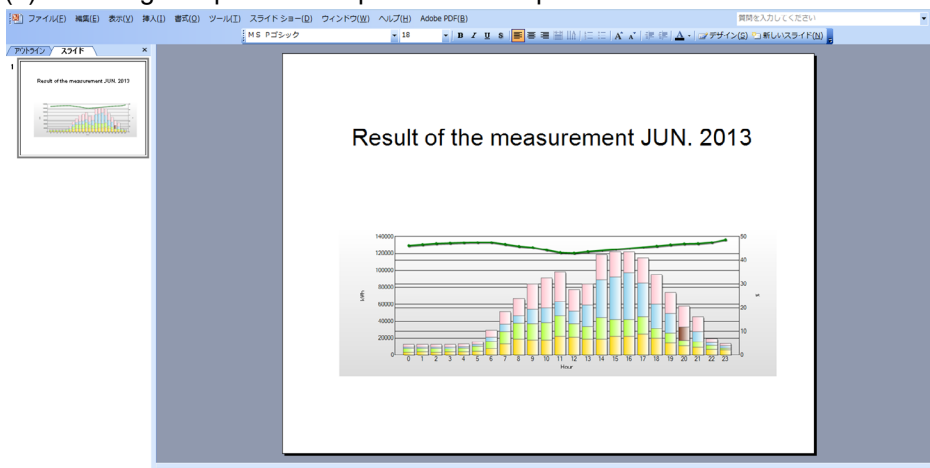 ファイル(F) 編集(E) 表示(V) 挿入(I) 書式(O) ツール(T) スライド ショー(D) ウィンドウ(W) ヘルプ(H) Adobe PDF(B) 質問を入力してください
MS Pゴシック 18 B I U S A A A デザイン(S) 新しいスライド(N)
アウトライン スライド ×
1
Result of the measurement JUN. 2013
Result of the measurement JUN. 2013
140000 50
120000 40
100000
80000 30
kWh %
60000 20
40000
20000 10
0 0
0 1 2 3 4 5 6 7 8 9 10 11 12 13 14 15 16 17 18 19 20 21 22 23
Hour